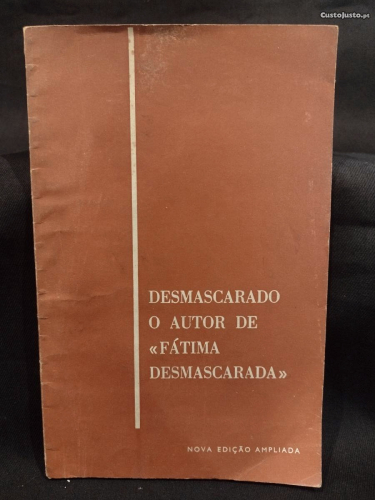 CustoJusto.pt
DESMASCARADO
O AUTOR DE
«FÁTIMA
DESMASCARADA»
NOVA EDIÇÃO AMPLIADA